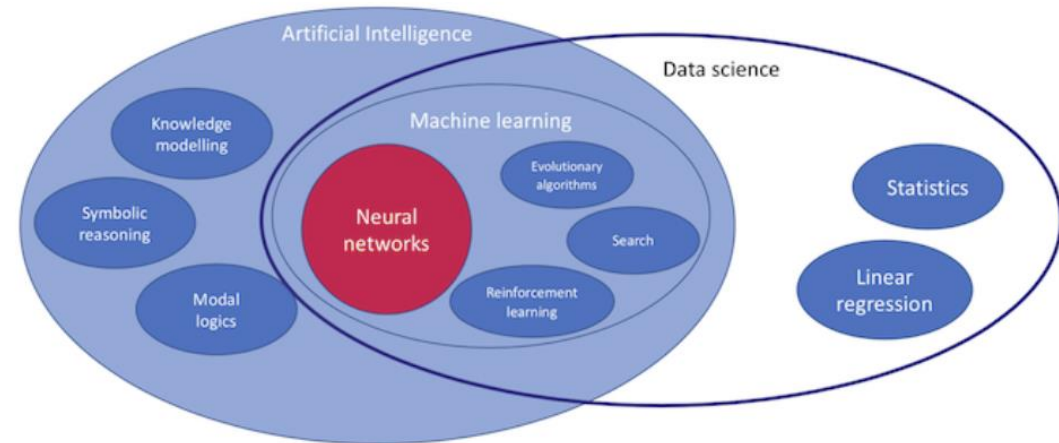 Artificial Intelligence
Data science
Machine learning
Knowledge
modelling
Evolutionary
algorithms
Statistics
Symbolic
reasoning
Neural
networks
Search
Linear
regression
Modal
logics
Reinforcement
learning